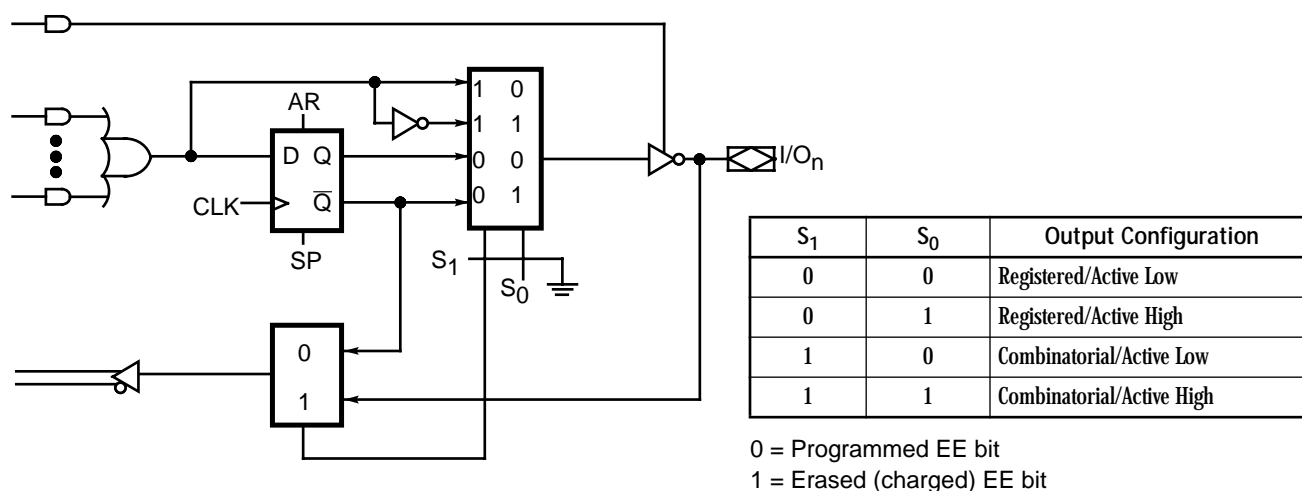 AR
D Q
CLK
Q̅
SP
1 0
1 1
0 0
0 1
S₁
S₀
I/Oₙ
0
1
S₁ S₀ Output Configuration
0 0 Registered/Active Low
0 1 Registered/Active High
1 0 Combinatorial/Active Low
1 1 Combinatorial/Active High
0 = Programmed EE bit
1 = Erased (charged) EE bit